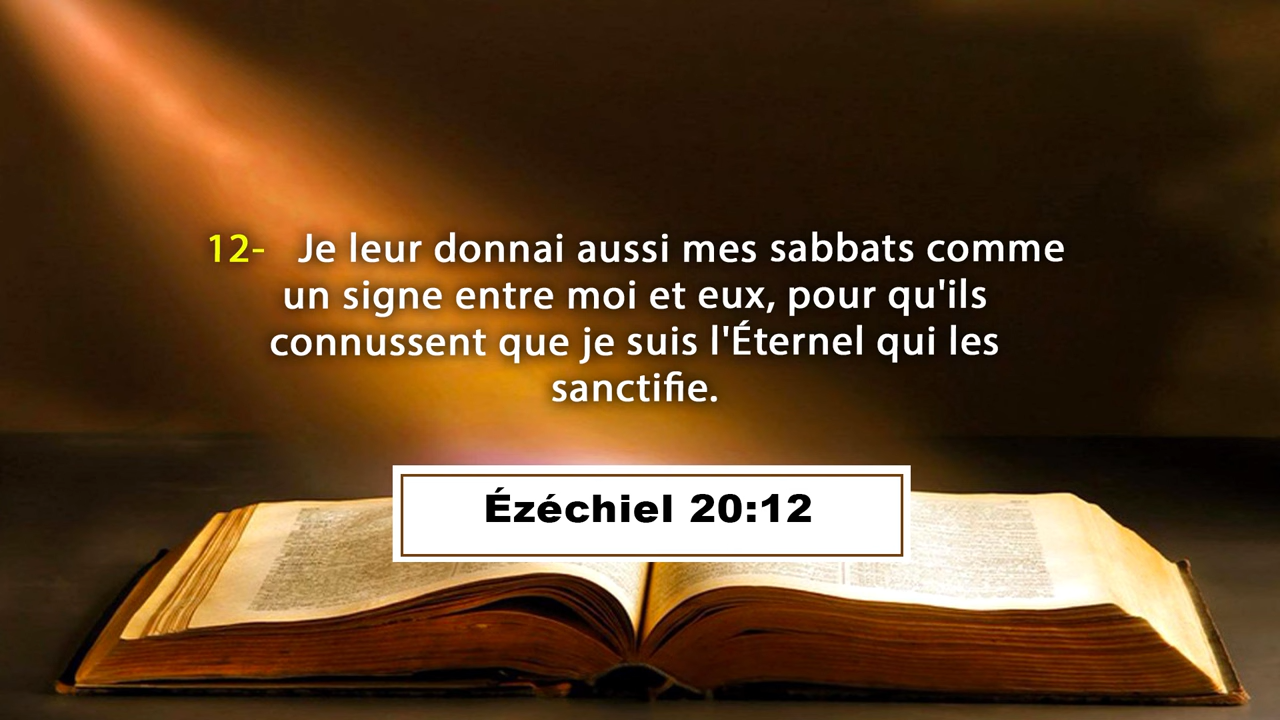 12- Je leur donnai aussi mes sabbats comme
un signe entre moi et eux, pour qu'ils
connussent que je suis l'Éternel qui les
sanctifie.
Ézéchiel 20:12